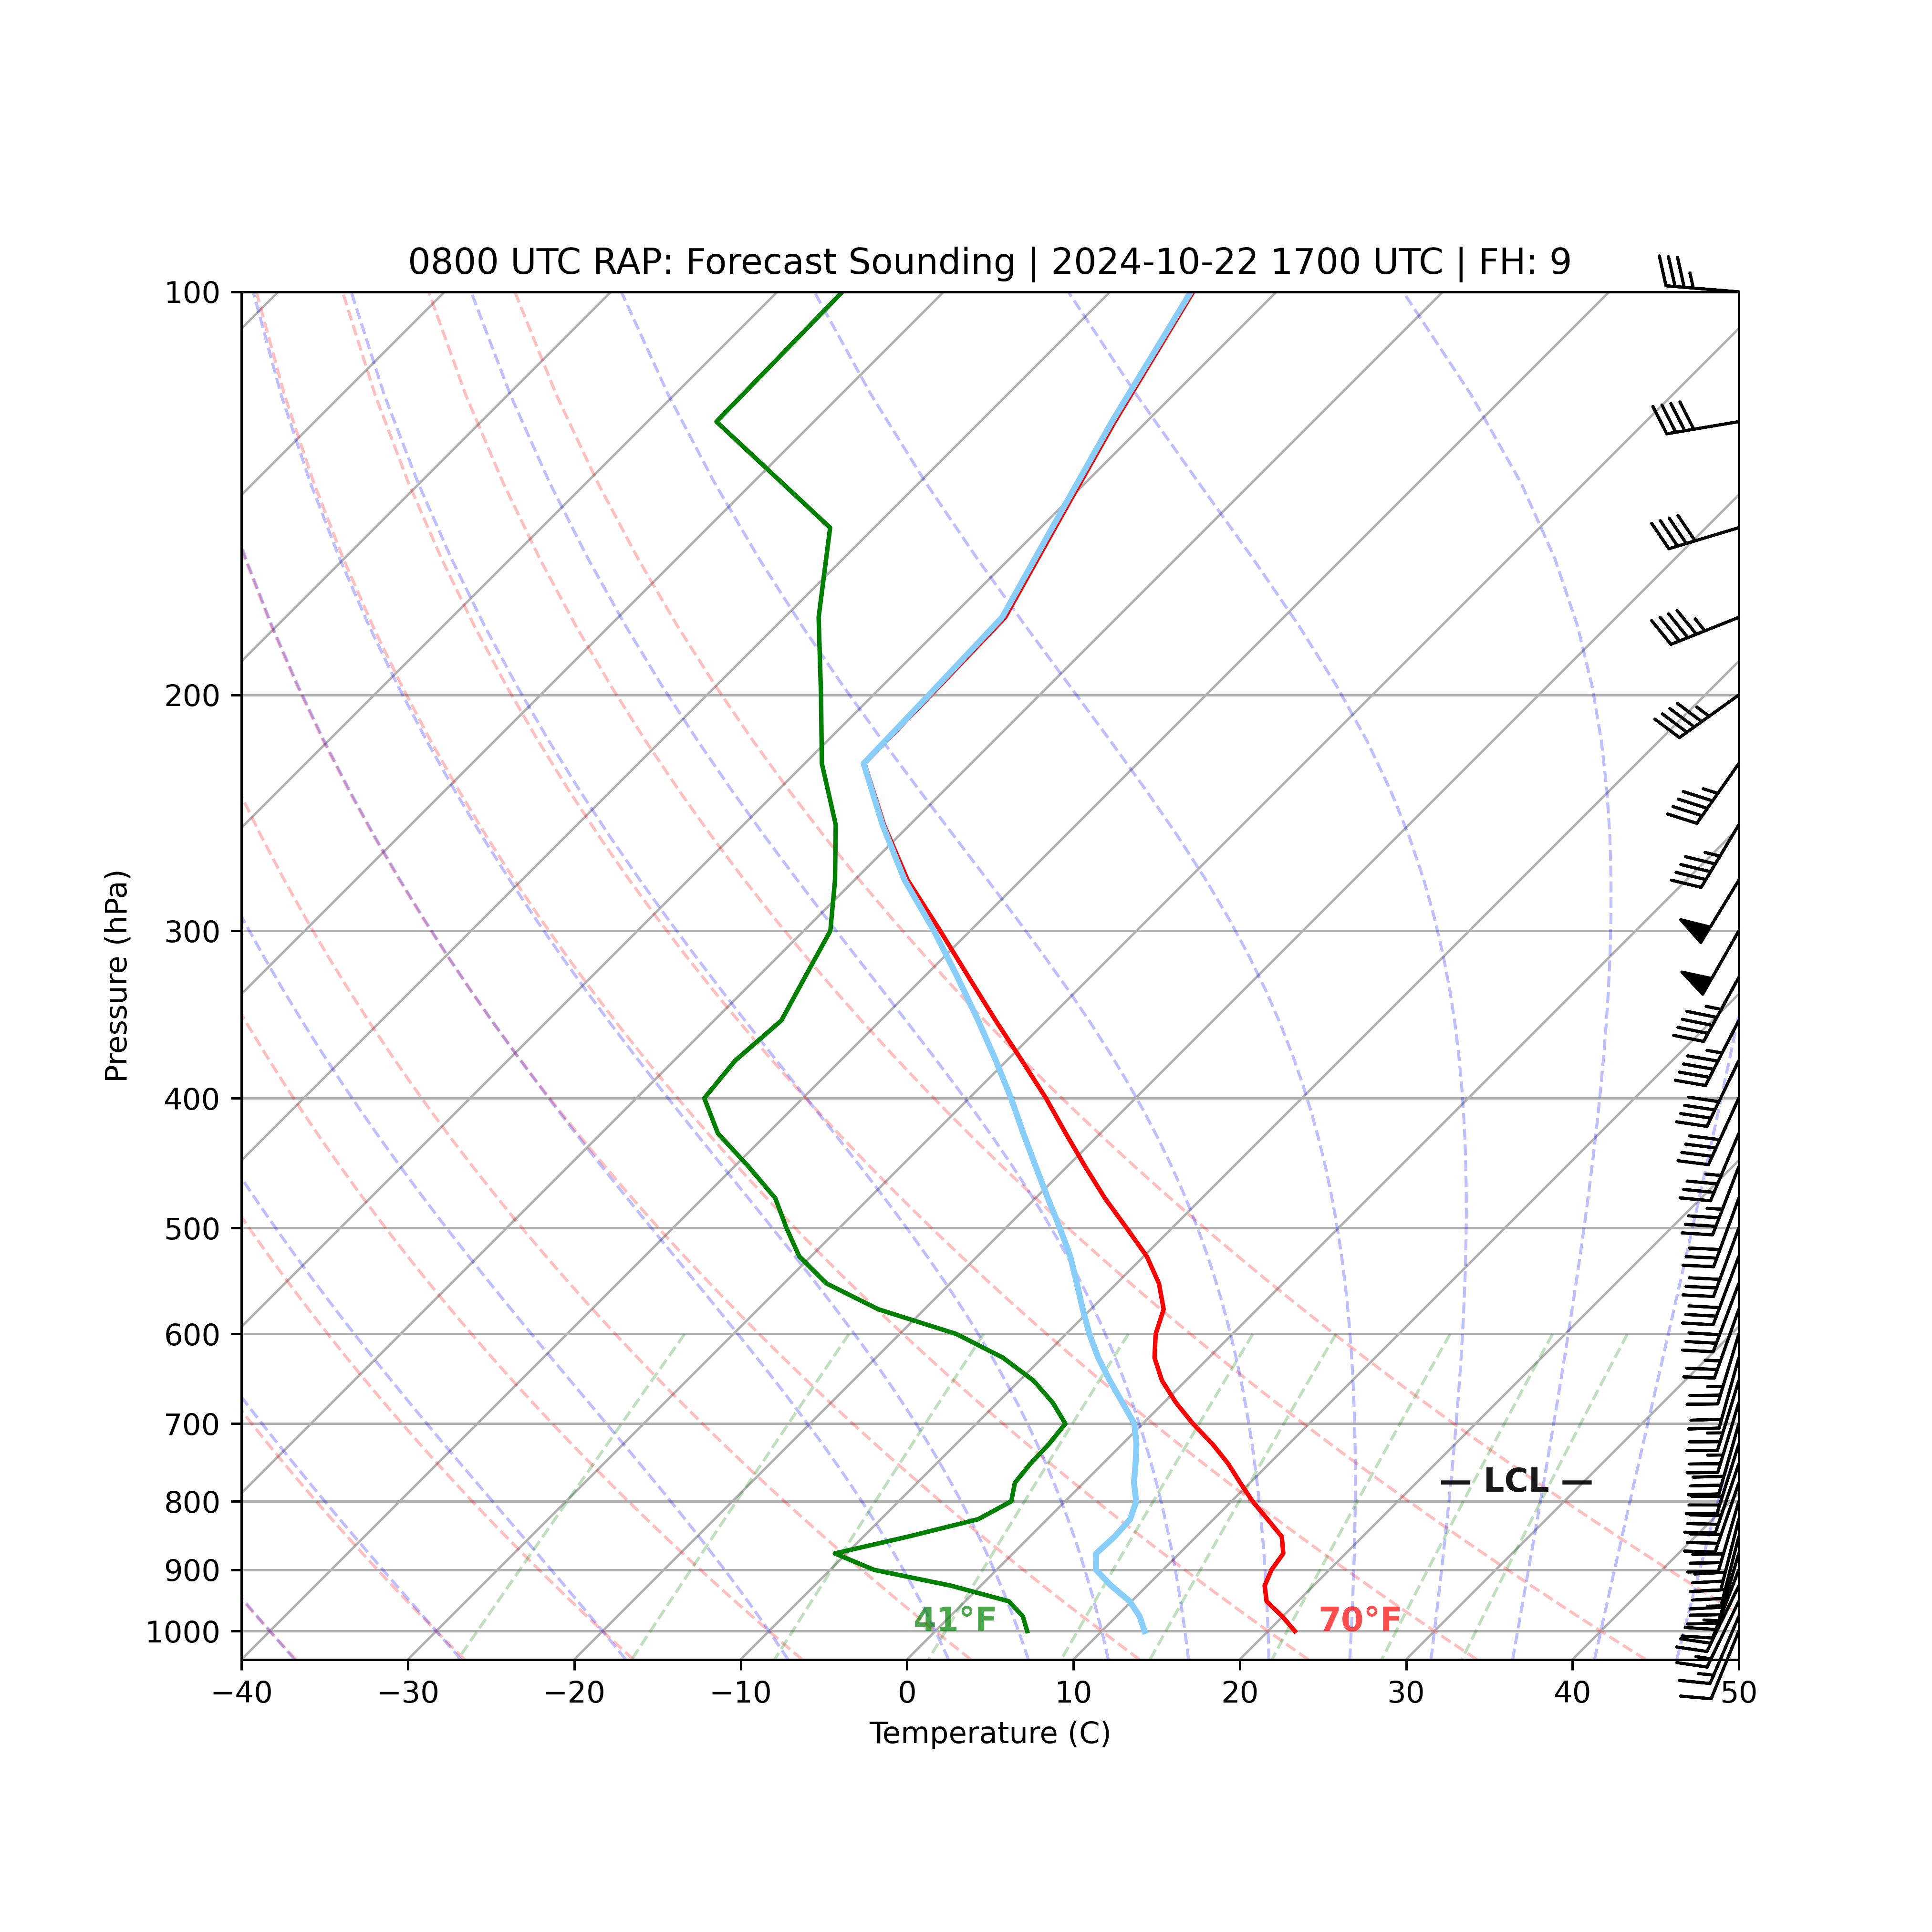 0800 UTC RAP: Forecast Sounding | 2024-10-22 1700 UTC | FH: 9
100
200
300
400
500
600
700
800
900
1000
Pressure (hPa)
— LCL —
41°F
70°F
−40 −30 −20 −10 0 10 20 30 40 50
Temperature (C)